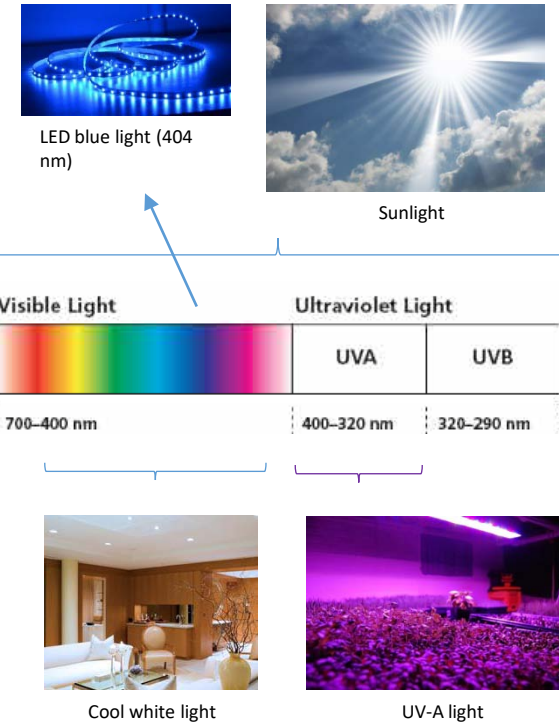 LED blue light (404
nm)
Sunlight
Visible Light
Ultraviolet Light
UVA
UVB
700–400 nm
400–320 nm
320–290 nm
Cool white light
UV-A light